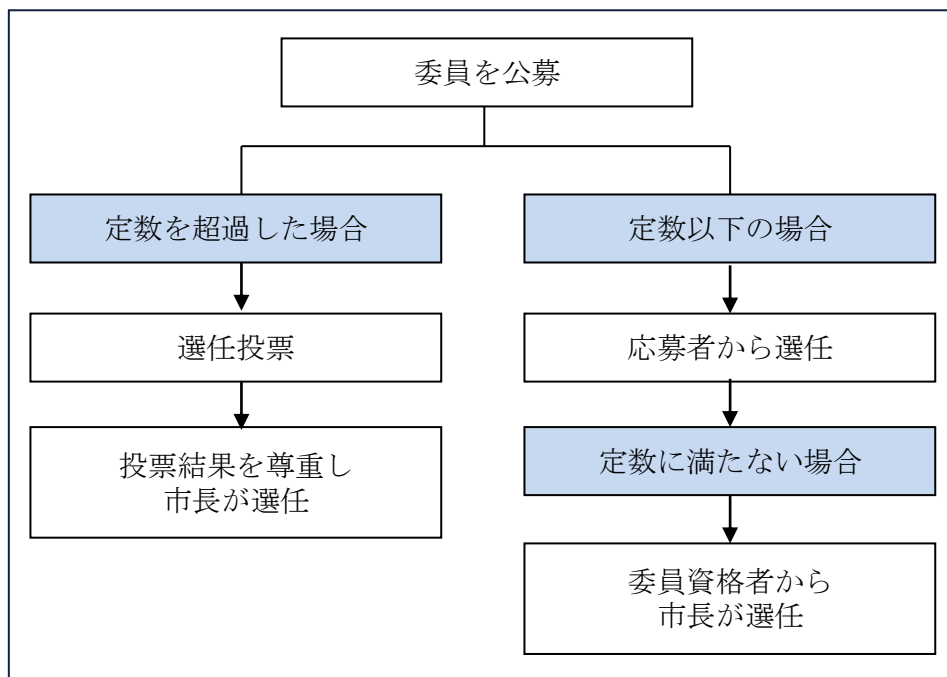 委員を公募
定数を超過した場合
定数以下の場合
選任投票
応募者から選任
投票結果を尊重し
市長が選任
定数に満たない場合
委員資格者から
市長が選任